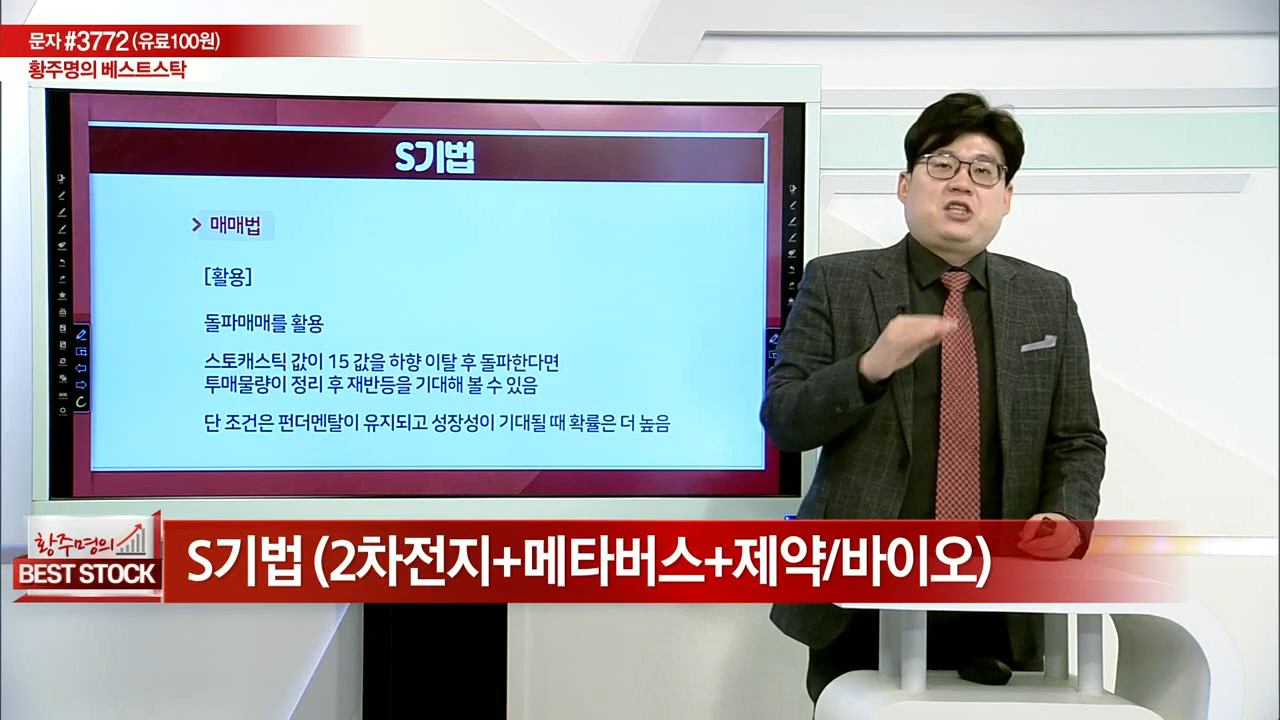 문자 #3772 (유료100원)
황주명의 베스트스탁
S기법
매매법
[활용]
돌파매매를 활용
스토캐스틱 값이 15 값을 하향 이탈 후 돌파한다면
투매물량이 정리 후 재반등을 기대해 볼 수 있음
단 조건은 펀더멘탈이 유지되고 성장성이 기대될 때 확률은 더 높음
황주명의
BEST STOCK
S기법 (2차전지+메타버스+제약/바이오)